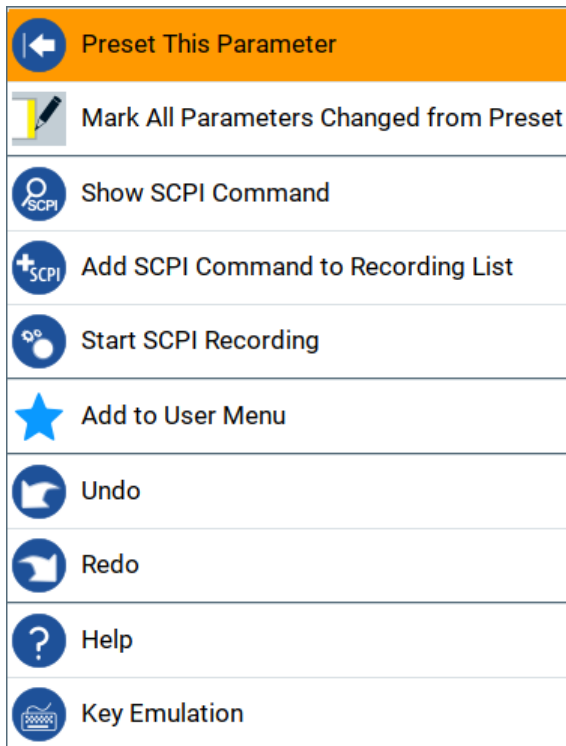 Preset This Parameter
Mark All Parameters Changed from Preset
SCPI
Show SCPI Command
+SCPI
Add SCPI Command to Recording List
Start SCPI Recording
Add to User Menu
Undo
Redo
?
Help
Key Emulation